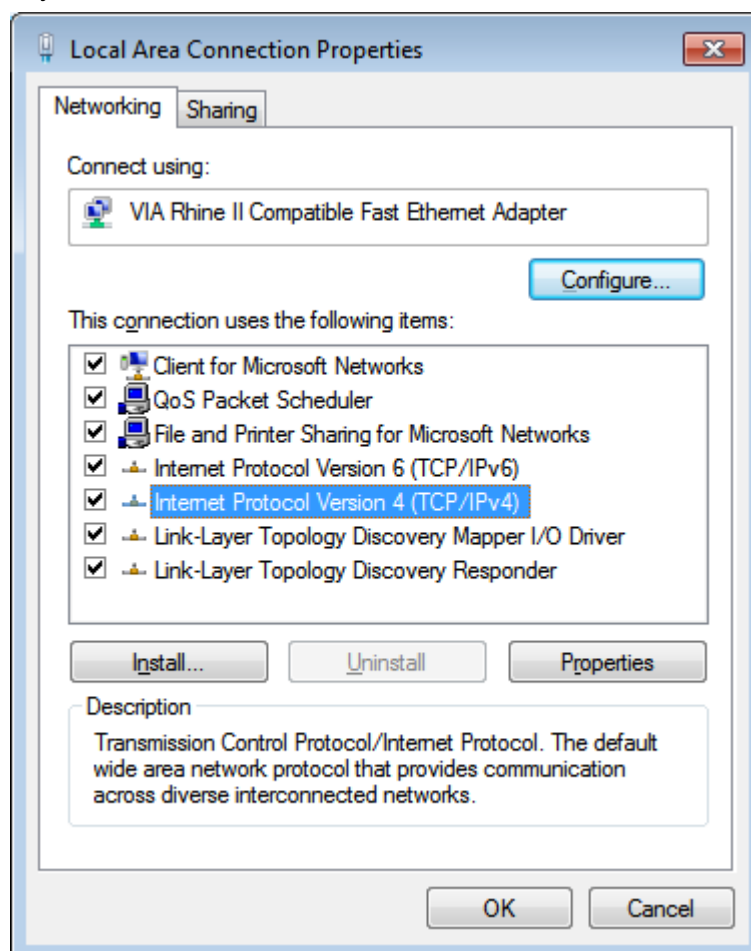 Local Area Connection Properties
Networking
Sharing
Connect using:
VIA Rhine II Compatible Fast Ethernet Adapter
Configure...
This connection uses the following items:
Client for Microsoft Networks
QoS Packet Scheduler
File and Printer Sharing for Microsoft Networks
Internet Protocol Version 6 (TCP/IPv6)
Internet Protocol Version 4 (TCP/IPv4)
Link-Layer Topology Discovery Mapper I/O Driver
Link-Layer Topology Discovery Responder
Install...
Uninstall
Properties
Description
Transmission Control Protocol/Internet Protocol. The default
wide area network protocol that provides communication
across diverse interconnected networks.
OK
Cancel